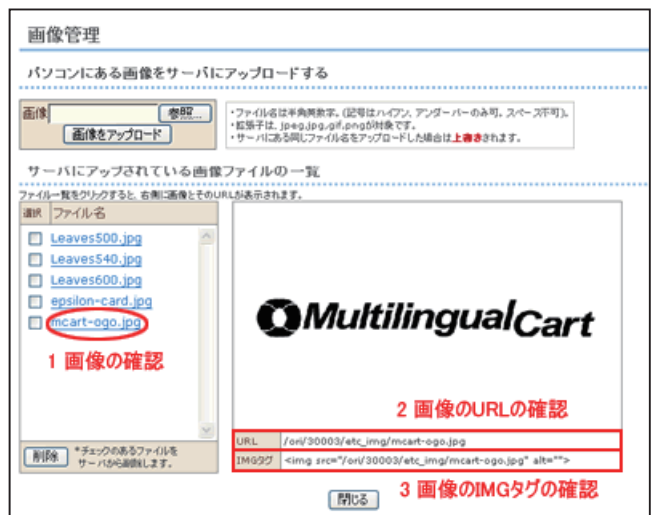 画像管理
パソコンにある画像をサーバにアップロードする
画像 参照...
画像をアップロード
・ファイル名は半角英数字。(記号はハイフン、アンダーバーのみ可。スペース不可)。
・拡張子は、jpeg,jpg,gif,pngが対象です。
・サーバにある同じファイル名をアップロードした場合は上書きされます。
サーバにアップされている画像ファイルの一覧
ファイル一覧をクリックすると、右側に画像とそのURLが表示されます。
選択 ファイル名
Leaves500.jpg
Leaves540.jpg
Leaves600.jpg
epsilon-card.jpg
mcart-ogo.jpg
1 画像の確認
MultilingualCart
2 画像のURLの確認
URL /ori/30003/etc_img/mcart-ogo.jpg
IMGタグ <img src="/ori/30003/etc_img/mcart-ogo.jpg" alt="">
削除 *チェックのあるファイルを
サーバから削除します。
3 画像のIMGタグの確認
閉じる